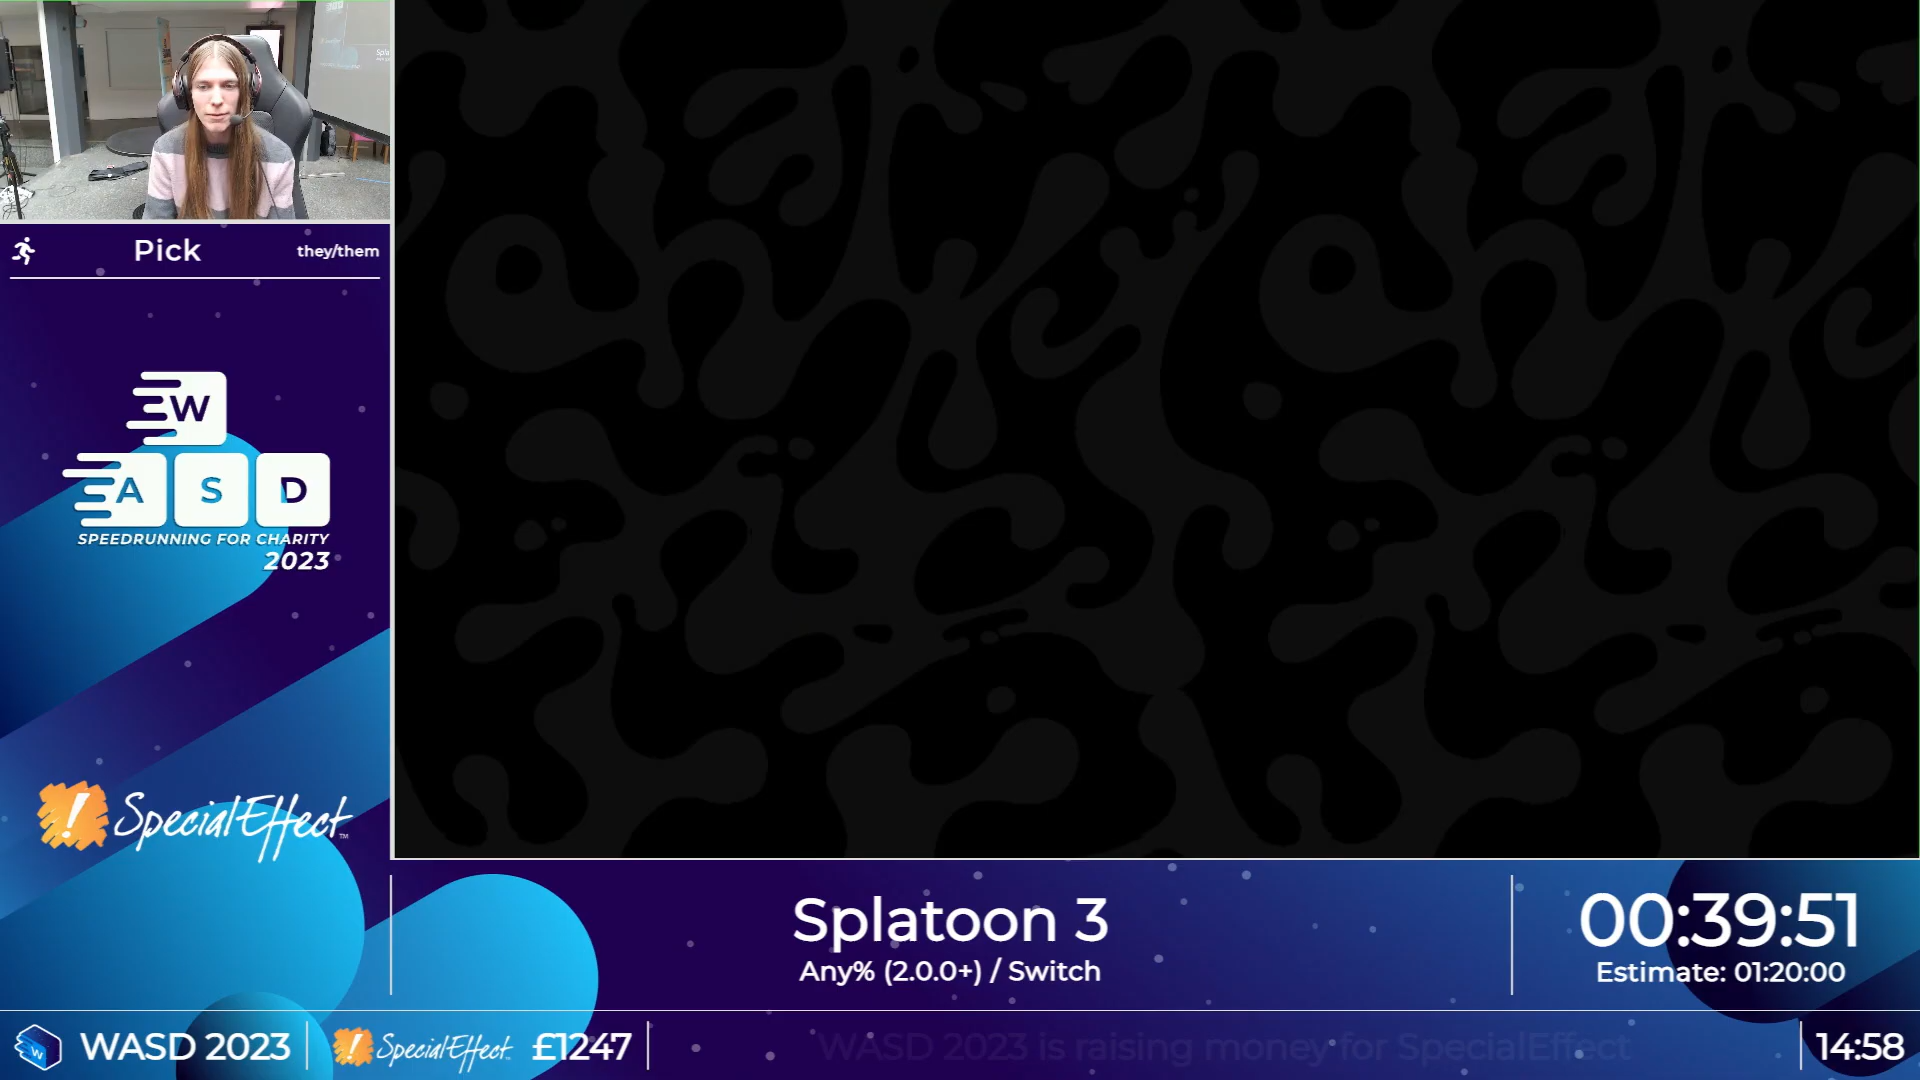 Pick
they/them
W
A S D
SPEEDRUNNING FOR CHARITY
2023
! SpecialEffect™
Splatoon 3
Any% (2.0.0+) / Switch
00:39:51
Estimate: 01:20:00
W
WASD 2023
! SpecialEffect
£1247
WASD 2023 is raising money for SpecialEffect
14:58